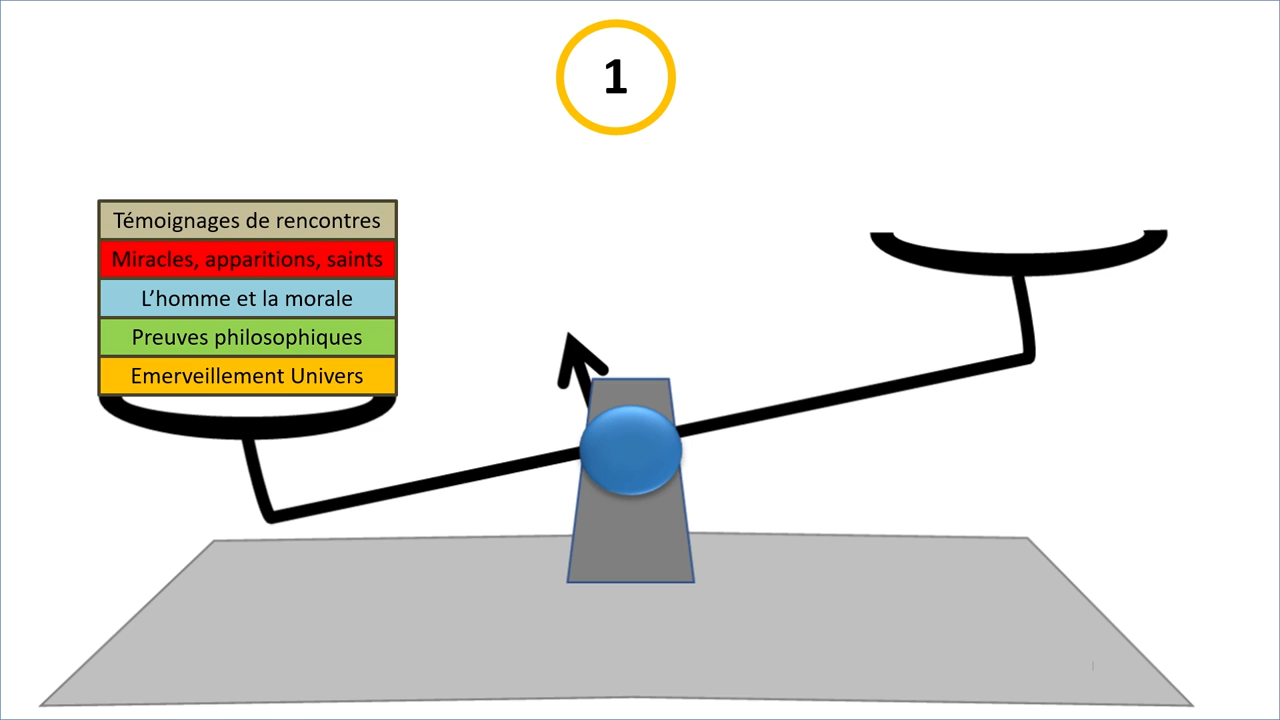 1
Témoignages de rencontres
Miracles, apparitions, saints
L’homme et la morale
Preuves philosophiques
Emerveillement Univers